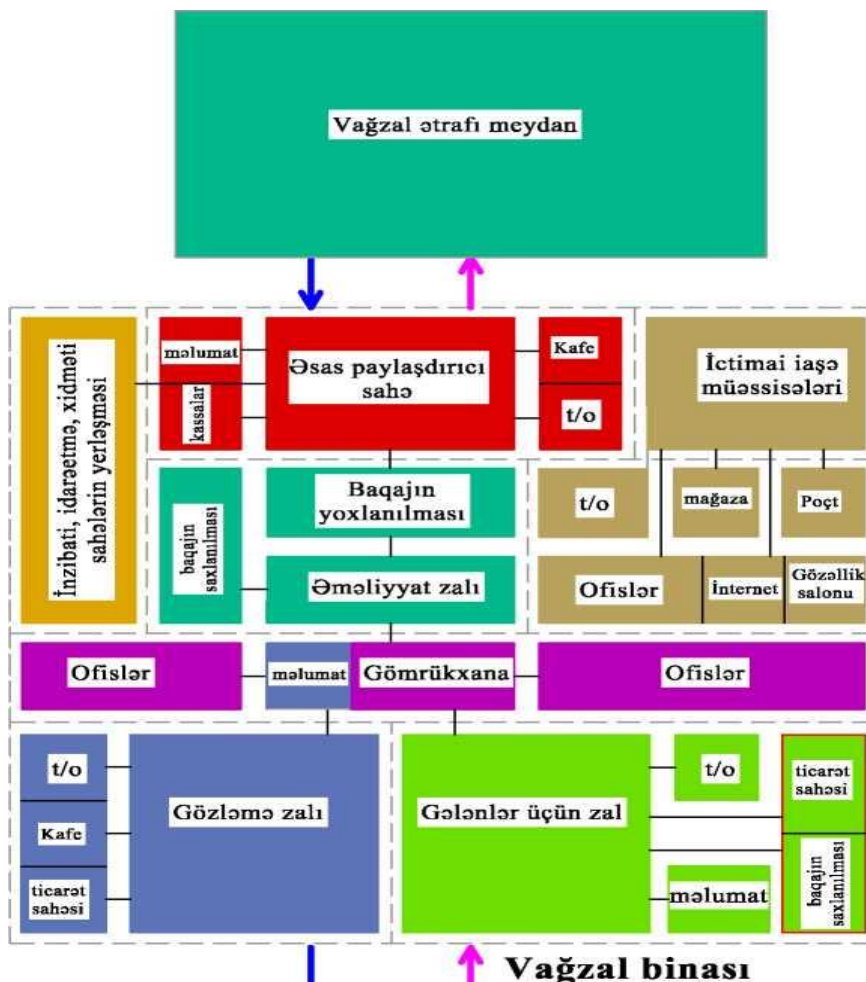 Vağzal ətrafı meydan
İnzibati, idarəetmə, xidməti
sahələrin yerləşməsi
məlumat
kassalar
Əsas paylaşdırıcı
sahə
Kafe
t/o
İctimai iaşə
müəssisələri
baqajın
saxlanılması
Baqajın
yoxlanılması
Əməliyyat zalı
t/o
mağaza
Poçt
Ofislər
İnternet
Gözəllik
salonu
Ofislər
məlumat
Gömrükxana
Ofislər
t/o
Kafe
ticarət
sahəsi
Gözləmə zalı
Gələnlər üçün zal
t/o
məlumat
ticarət
sahəsi
baqajın
saxlanılması
Vağzal binası